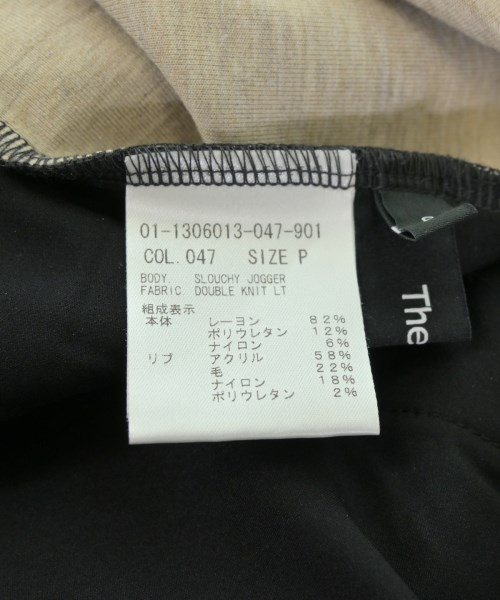 01-1306013-047-901
COL. 047 SIZE P
BODY. SLOUCHY JOGGER
FABRIC. DOUBLE KNIT LT
組成表示
本体 レーヨン 82%
ポリウレタン 12%
ナイロン 6%
リブ アクリル 58%
毛 22%
ナイロン 18%
ポリウレタン 2%
The